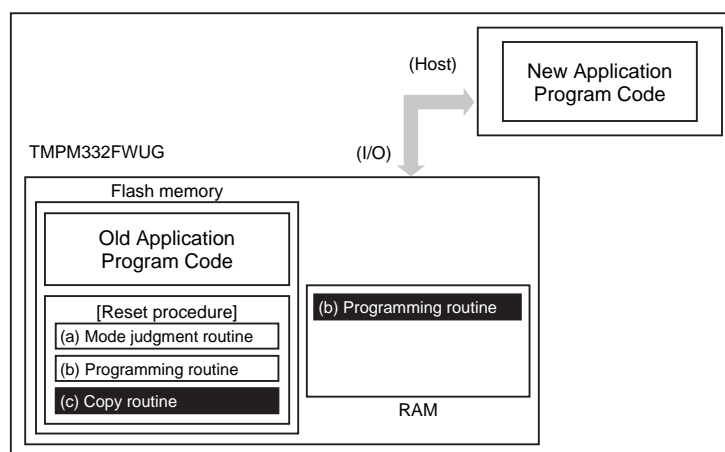 (Host)
New Application
Program Code
TMPM332FWUG
(I/O)
Flash memory
Old Application
Program Code
[Reset procedure]
(a) Mode judgment routine
(b) Programming routine
(c) Copy routine
(b) Programming routine
RAM